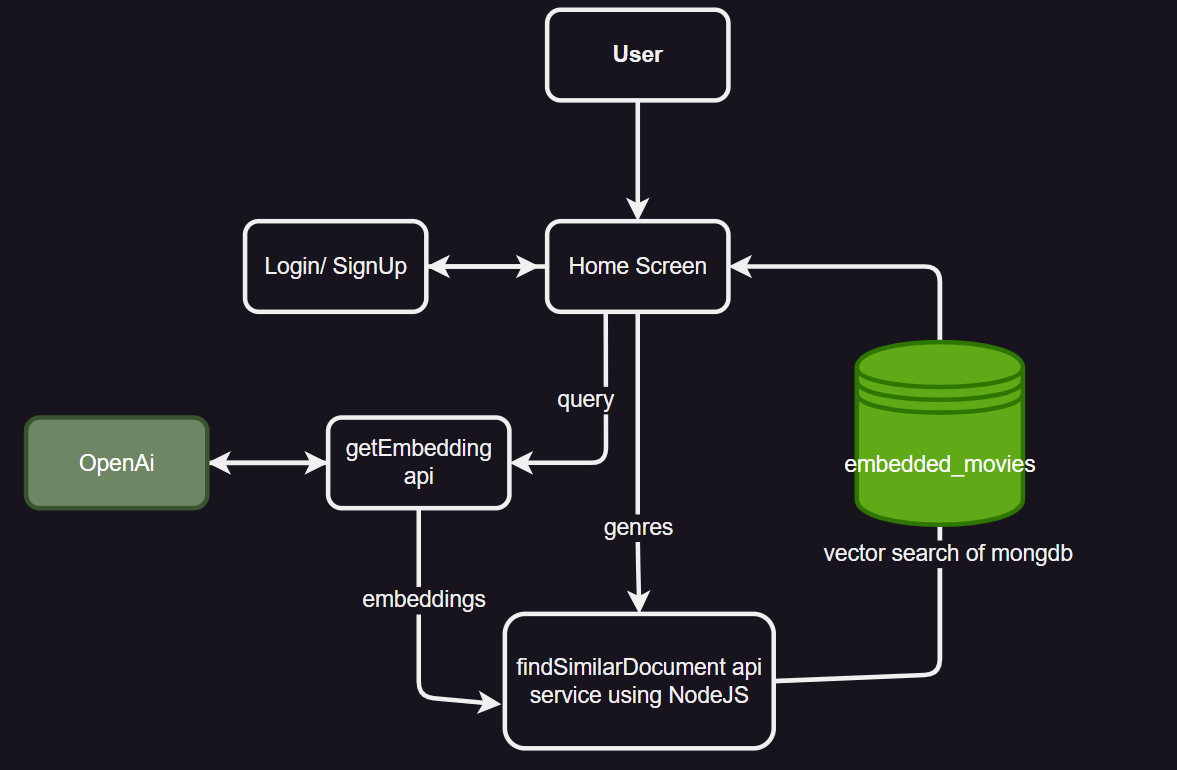 User
Login/ SignUp
Home Screen
query
OpenAi
getEmbedding
api
embedded_movies
genres
vector search of mongdb
embeddings
findSimilarDocument api
service using NodeJS